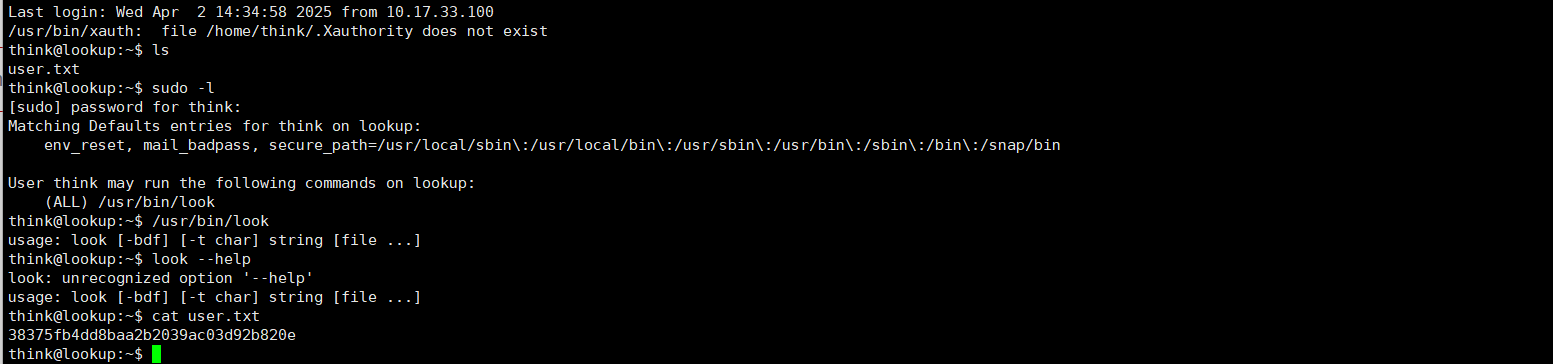 Last login: Wed Apr  2 14:34:58 2025 from 10.17.33.100
/usr/bin/xauth:  file /home/think/.Xauthority does not exist
think@lookup:~$ ls
user.txt
think@lookup:~$ sudo -l
[sudo] password for think:
Matching Defaults entries for think on lookup:
    env_reset, mail_badpass, secure_path=/usr/local/sbin\:/usr/local/bin\:/usr/sbin\:/usr/bin\:/sbin\:/bin\:/snap/bin

User think may run the following commands on lookup:
    (ALL) /usr/bin/look
think@lookup:~$ /usr/bin/look
usage: look [-bdf] [-t char] string [file ...]
think@lookup:~$ look --help
look: unrecognized option '--help'
usage: look [-bdf] [-t char] string [file ...]
think@lookup:~$ cat user.txt
38375fb4dd8baa2b2039ac03d92b820e
think@lookup:~$